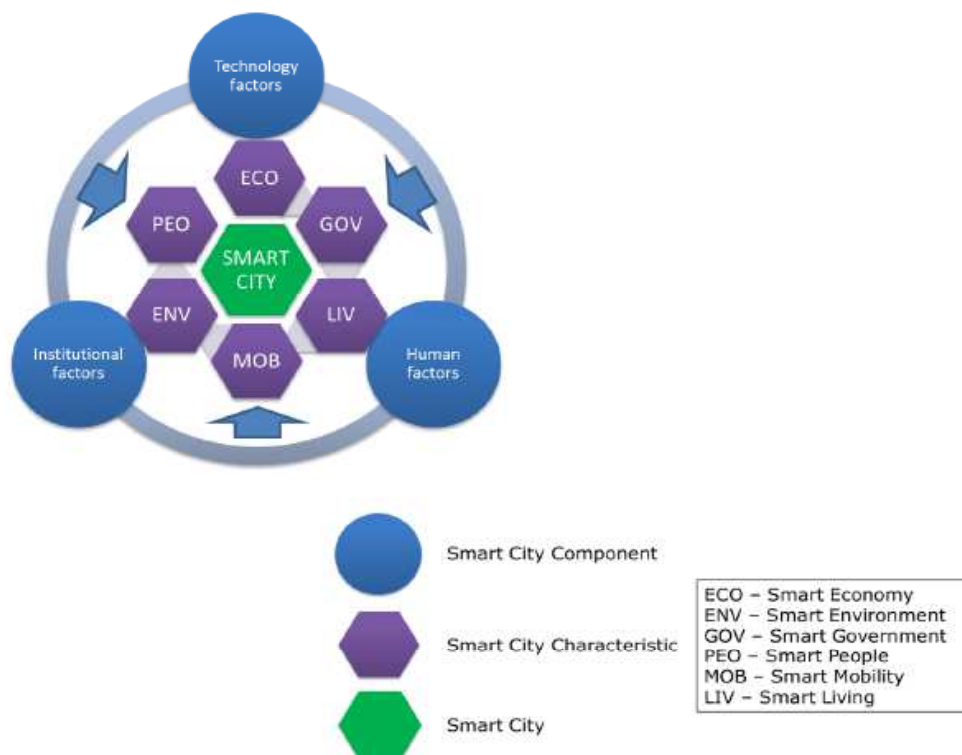 Technology
factors
ECO
PEO
GOV
SMART
CITY
ENV
LIV
MOB
Institutional
factors
Human
factors
Smart City Component
Smart City Characteristic
Smart City
ECO – Smart Economy
ENV – Smart Environment
GOV – Smart Government
PEO – Smart People
MOB – Smart Mobility
LIV – Smart Living